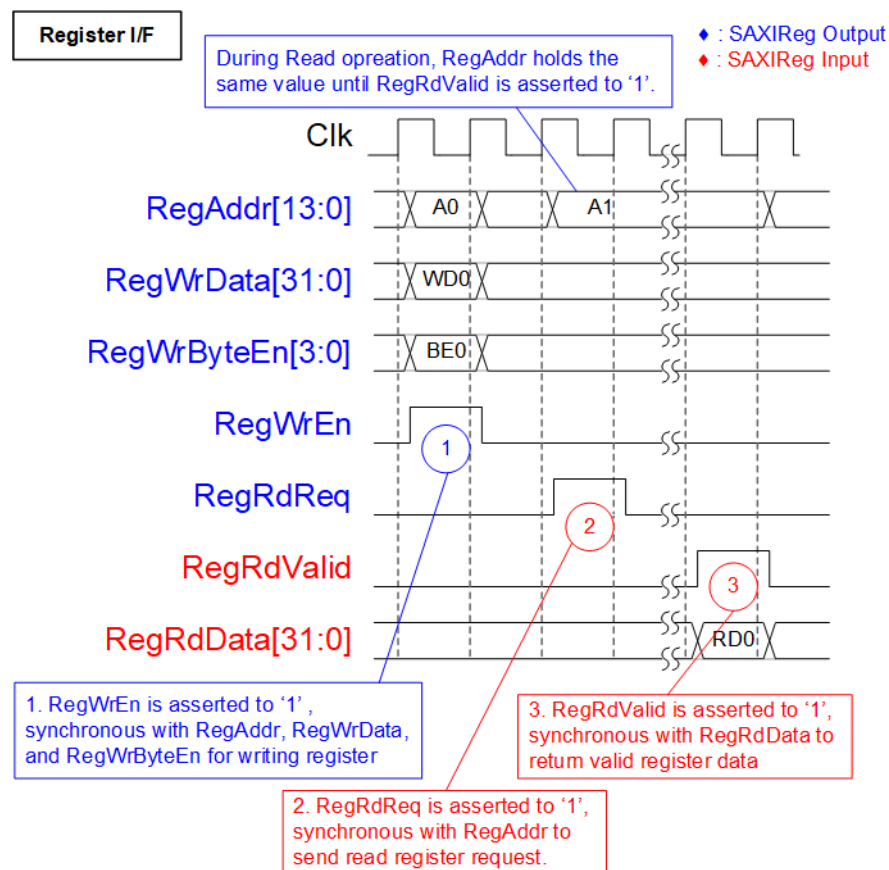 Register I/F
During Read opreation, RegAddr holds the
same value until RegRdValid is asserted to ‘1’.
♦ : SAXIReg Output
♦ : SAXIReg Input
Clk
RegAddr[13:0]
A0
A1
RegWrData[31:0]
WD0
RegWrByteEn[3:0]
BE0
RegWrEn
1
RegRdReq
2
RegRdValid
3
RegRdData[31:0]
RD0
1. RegWrEn is asserted to ‘1’ ,
synchronous with RegAddr, RegWrData,
and RegWrByteEn for writing register
3. RegRdValid is asserted to ‘1’,
synchronous with RegRdData to
return valid register data
2. RegRdReq is asserted to ‘1’,
synchronous with RegAddr to
send read register request.